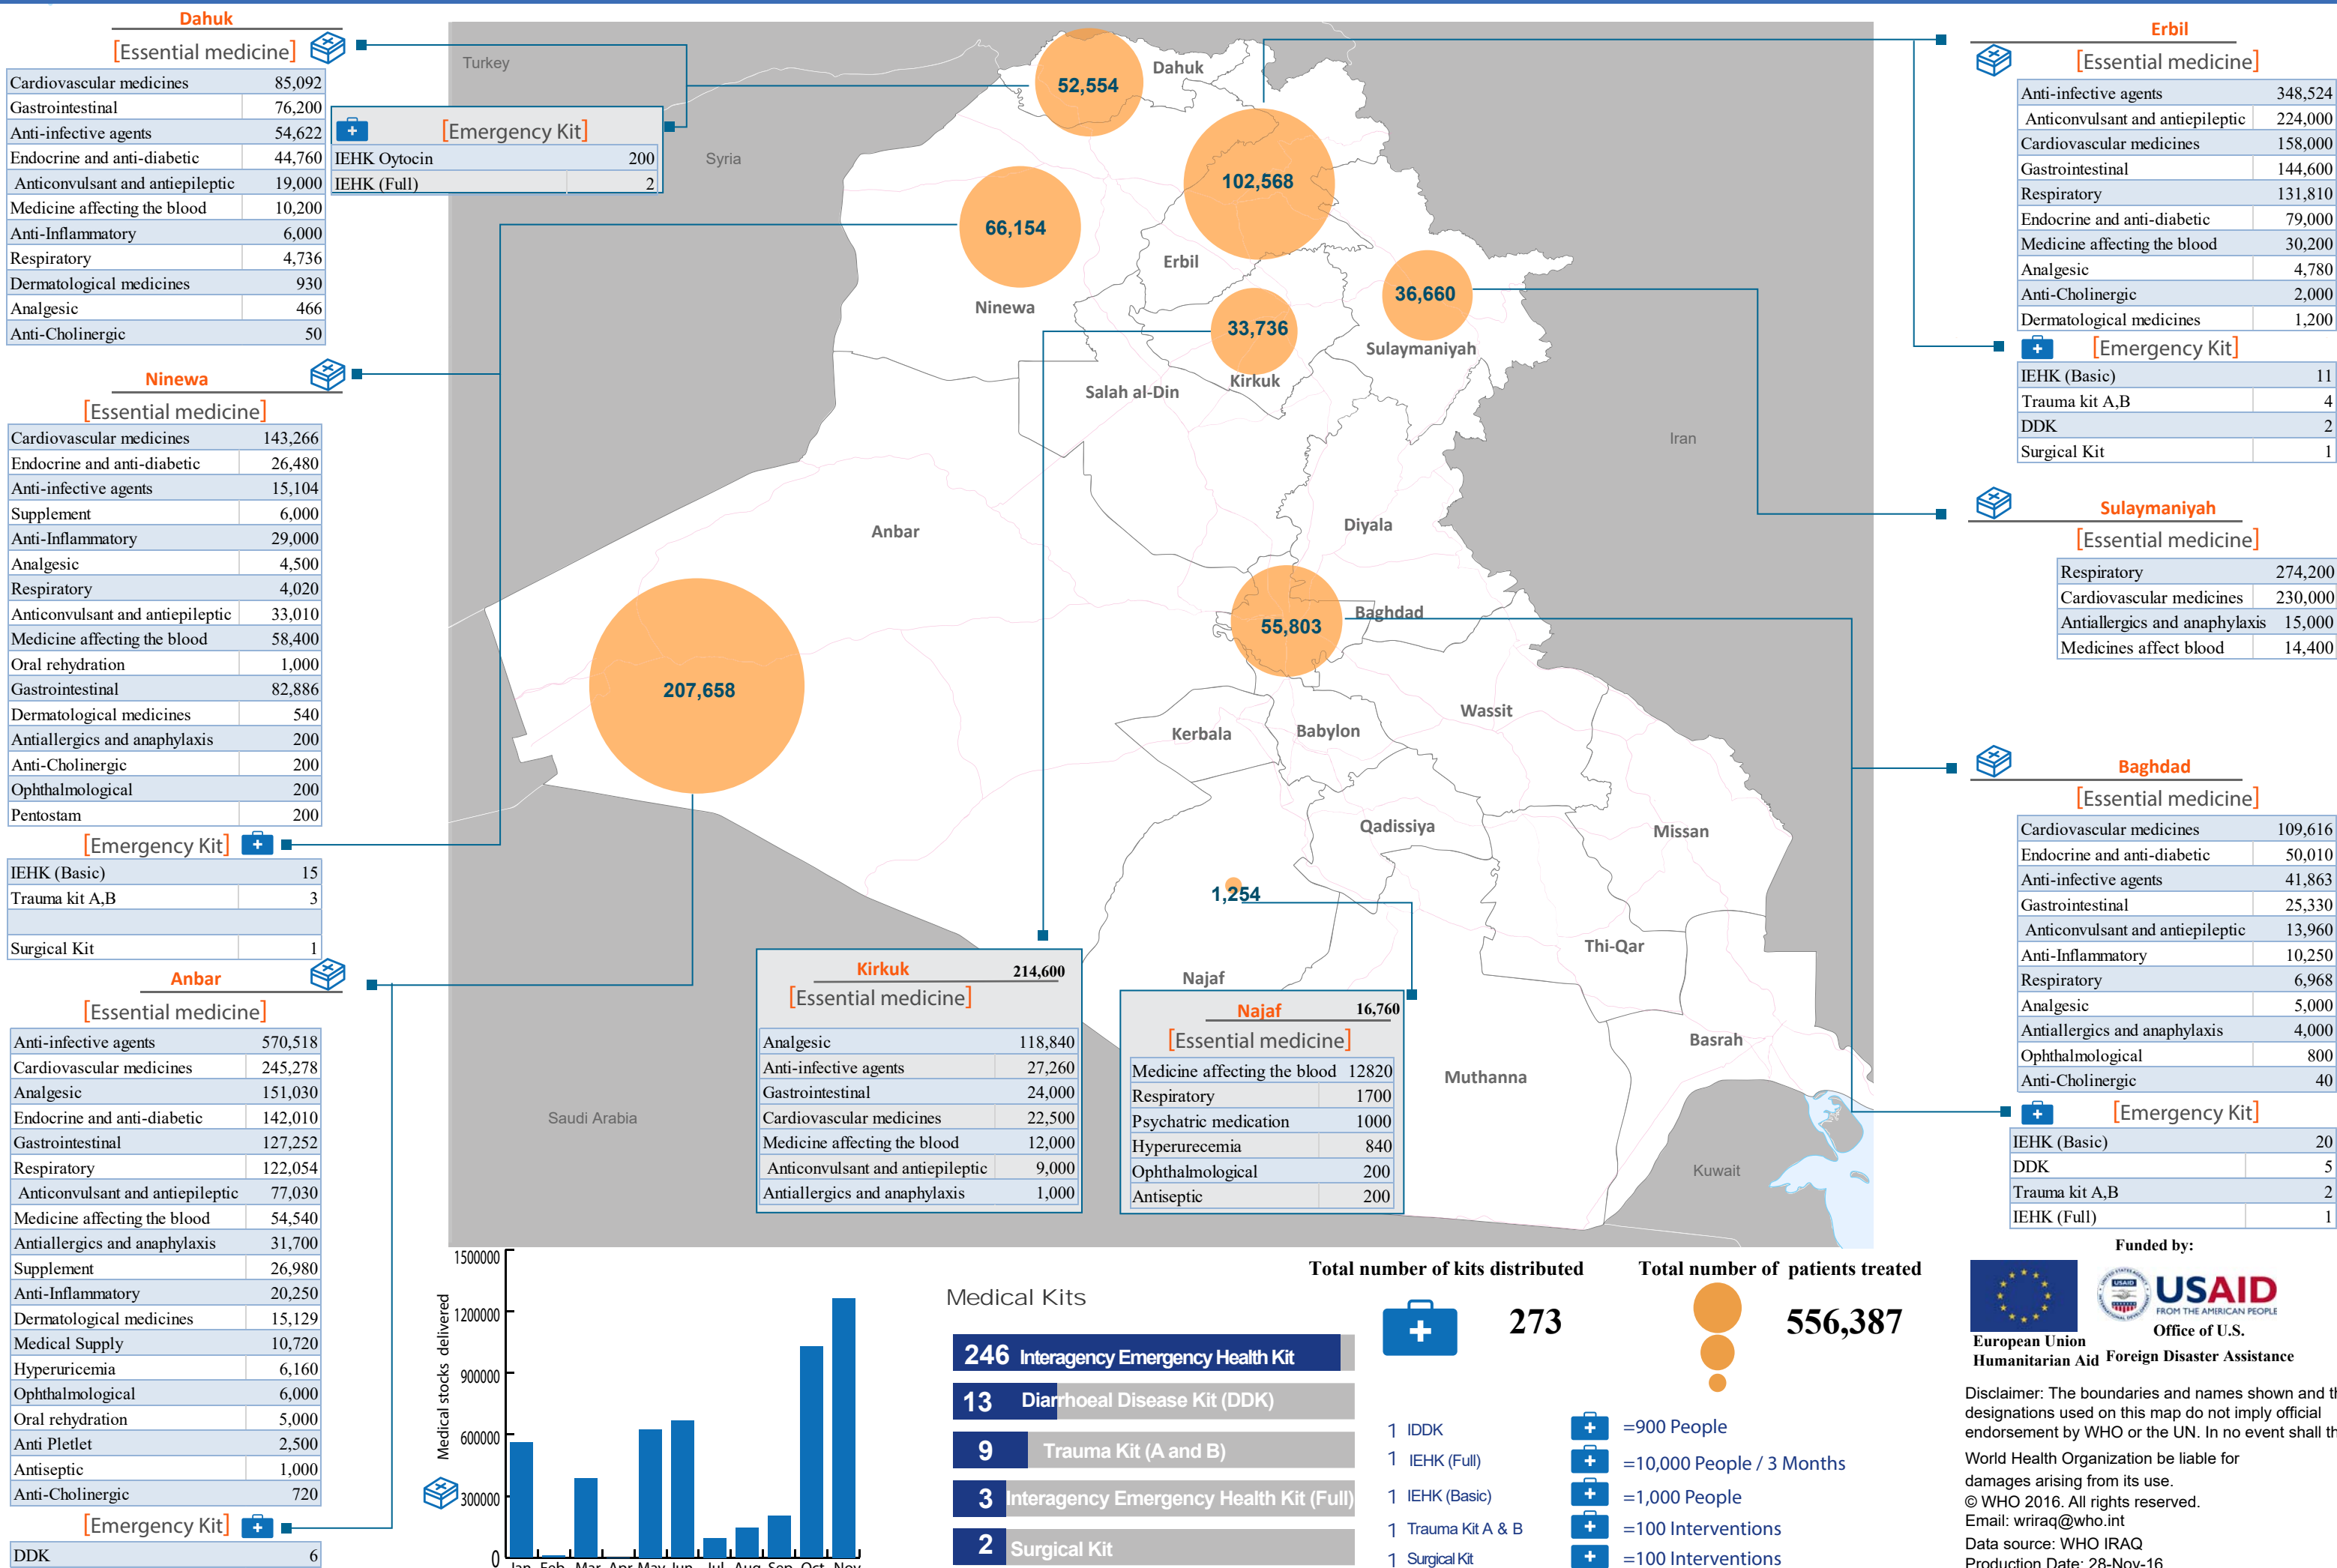 Dahuk
[Essential medicine]
Cardiovascular medicines 85,092
Gastrointestinal 76,200
Anti-infective agents 54,622
Endocrine and anti-diabetic 44,760
Anticonvulsant and antiepileptic 19,000
Medicine affecting the blood 10,200
Anti-Inflammatory 6,000
Respiratory 4,736
Dermatological medicines 930
Analgesic 466
Anti-Cholinergic 50
[Emergency Kit]
IEHK Oytocin 200
IEHK (Full) 2
Ninewa
[Essential medicine]
Cardiovascular medicines 143,266
Endocrine and anti-diabetic 26,480
Anti-infective agents 15,104
Supplement 6,000
Anti-Inflammatory 29,000
Analgesic 4,500
Respiratory 4,020
Anticonvulsant and antiepileptic 33,010
Medicine affecting the blood 58,400
Oral rehydration 1,000
Gastrointestinal 82,886
Dermatological medicines 540
Antiallergics and anaphylaxis 200
Anti-Cholinergic 200
Ophthalmological 200
Pentostam 200
[Emergency Kit]
IEHK (Basic) 15
Trauma kit A,B 3
Surgical Kit 1
Anbar
[Essential medicine]
Anti-infective agents 570,518
Cardiovascular medicines 245,278
Analgesic 151,030
Endocrine and anti-diabetic 142,010
Gastrointestinal 127,252
Respiratory 122,054
Anticonvulsant and antiepileptic 77,030
Medicine affecting the blood 54,540
Antiallergics and anaphylaxis 31,700
Supplement 26,980
Anti-Inflammatory 20,250
Dermatological medicines 15,129
Medical Supply 10,720
Hyperuricemia 6,160
Ophthalmological 6,000
Oral rehydration 5,000
Anti Pletlet 2,500
Antiseptic 1,000
Anti-Cholinergic 720
[Emergency Kit]
DDK 6
Turkey
Syria
Iran
Saudi Arabia
Kuwait
52,554
Dahuk
102,568
66,154
Erbil
Ninewa
36,660
33,736
Sulaymaniyah
Kirkuk
Salah al-Din
Anbar
Diyala
Baghdad
55,803
207,658
Kerbala
Babylon
Wassit
Qadissiya
Missan
1,254
Thi-Qar
Najaf
Basrah
Muthanna
Kirkuk 214,600
[Essential medicine]
Analgesic 118,840
Anti-infective agents 27,260
Gastrointestinal 24,000
Cardiovascular medicines 22,500
Medicine affecting the blood 12,000
Anticonvulsant and antiepileptic 9,000
Antiallergics and anaphylaxis 1,000
Najaf 16,760
[Essential medicine]
Medicine affecting the blood 12820
Respiratory 1700
Psychatric medication 1000
Hyperurecemia 840
Ophthalmological 200
Antiseptic 200
Erbil
[Essential medicine]
Anti-infective agents 348,524
Anticonvulsant and antiepileptic 224,000
Cardiovascular medicines 158,000
Gastrointestinal 144,600
Respiratory 131,810
Endocrine and anti-diabetic 79,000
Medicine affecting the blood 30,200
Analgesic 4,780
Anti-Cholinergic 2,000
Dermatological medicines 1,200
[Emergency Kit]
IEHK (Basic) 11
Trauma kit A,B 4
DDK 2
Surgical Kit 1
Sulaymaniyah
[Essential medicine]
Respiratory 274,200
Cardiovascular medicines 230,000
Antiallergics and anaphylaxis 15,000
Medicines affect blood 14,400
Baghdad
[Essential medicine]
Cardiovascular medicines 109,616
Endocrine and anti-diabetic 50,010
Anti-infective agents 41,863
Gastrointestinal 25,330
Anticonvulsant and antiepileptic 13,960
Anti-Inflammatory 10,250
Respiratory 6,968
Analgesic 5,000
Antiallergics and anaphylaxis 4,000
Ophthalmological 800
Anti-Cholinergic 40
[Emergency Kit]
IEHK (Basic) 20
DDK 5
Trauma kit A,B 2
IEHK (Full) 1
Medical stocks delivered
1500000
1200000
900000
600000
300000
0
Jan Feb Mar Apr May Jun Jul Aug Sep Oct Nov
Medical Kits
246 Interagency Emergency Health Kit
13 Diarrhoeal Disease Kit (DDK)
9 Trauma Kit (A and B)
3 Interagency Emergency Health Kit (Full)
2 Surgical Kit
Total number of kits distributed
273
Total number of patients treated
556,387
1 IDDK =900 People
1 IEHK (Full) =10,000 People / 3 Months
1 IEHK (Basic) =1,000 People
1 Trauma Kit A & B =100 Interventions
1 Surgical Kit =100 Interventions
Funded by:
European Union
Humanitarian Aid
USAID
USAID
FROM THE AMERICAN PEOPLE
Office of U.S.
Foreign Disaster Assistance
Disclaimer: The boundaries and names shown and th
designations used on this map do not imply official
endorsement by WHO or the UN. In no event shall th
World Health Organization be liable for
damages arising from its use.
© WHO 2016. All rights reserved.
Email: wriraq@who.int
Data source: WHO IRAQ
Production Date: 28-Nov-16